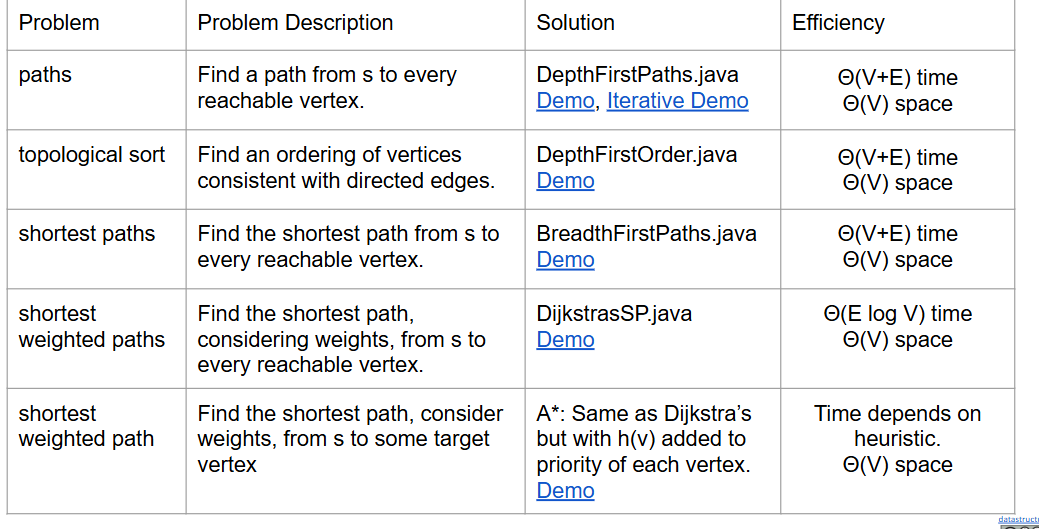 Problem
Problem Description
Solution
Efficiency
paths
Find a path from s to every
reachable vertex.
DepthFirstPaths.java
Demo, Iterative Demo
Θ(V+E) time
Θ(V) space
topological sort
Find an ordering of vertices
consistent with directed edges.
DepthFirstOrder.java
Demo
Θ(V+E) time
Θ(V) space
shortest paths
Find the shortest path from s to
every reachable vertex.
BreadthFirstPaths.java
Demo
Θ(V+E) time
Θ(V) space
shortest
weighted paths
Find the shortest path,
considering weights, from s to
every reachable vertex.
DijkstrasSP.java
Demo
Θ(E log V) time
Θ(V) space
shortest
weighted path
Find the shortest path, consider
weights, from s to some target
vertex
A*: Same as Dijkstra’s
but with h(v) added to
priority of each vertex.
Demo
Time depends on
heuristic.
Θ(V) space
datastruct